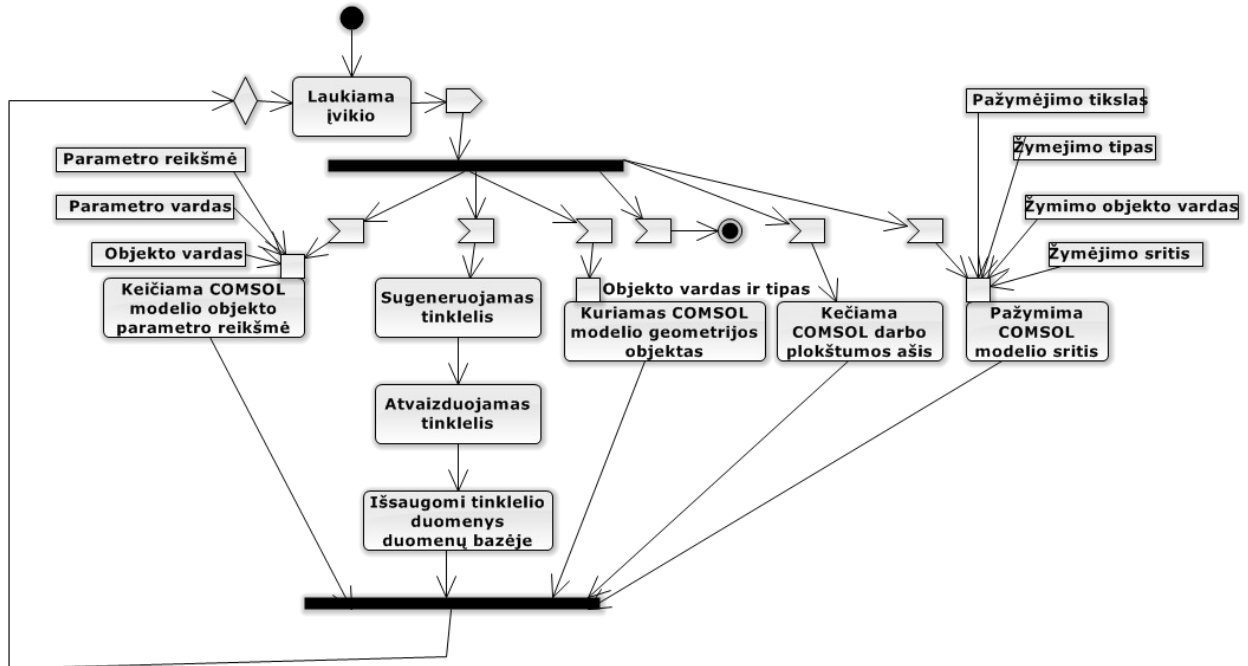 Laukiama
įvikio
Pažymėjimo tikslas
Žymejimo tipas
Žymimo objekto vardas
Žymėjimo sritis
Parametro reikšmė
Parametro vardas
Objekto vardas
Keičiama COMSOL
modelio objekto
parametro reikšmė
Sugeneruojamas
tinklelis
Objekto vardas ir tipas
Kuriamas COMSOL
modelio geometrijos
objektas
Kečiama
COMSOL darbo
plokštumos ašis
Pažymima
COMSOL
modelio sritis
Atvaizduojamas
tinklelis
Išsaugomi tinklelio
duomenys
duomenų bazėje